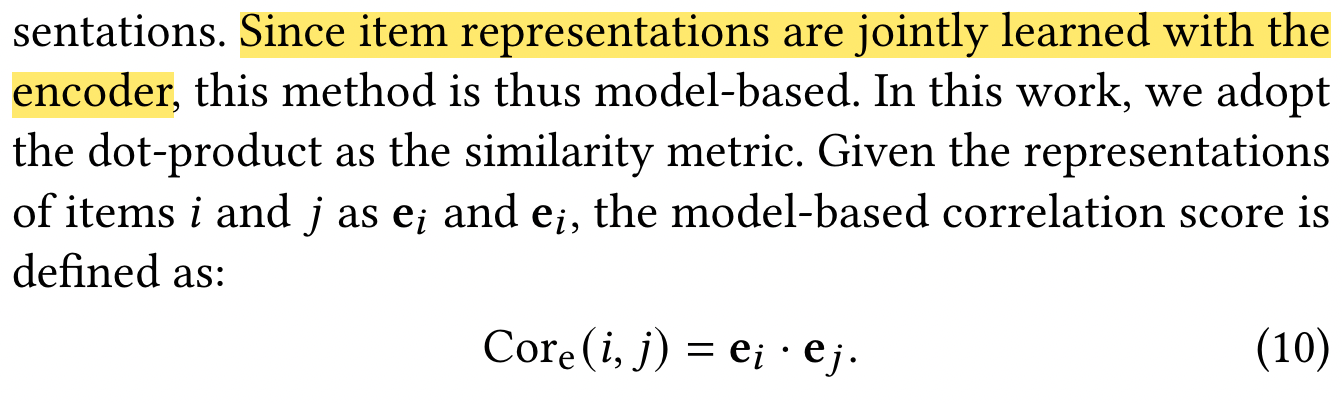 sentations. Since item representations are jointly learned with the
encoder, this method is thus model-based. In this work, we adopt
the dot-product as the similarity metric. Given the representations
of items i and j as e_i and e_i, the model-based correlation score is
defined as:
Cor_e(i, j) = e_i · e_j. (10)